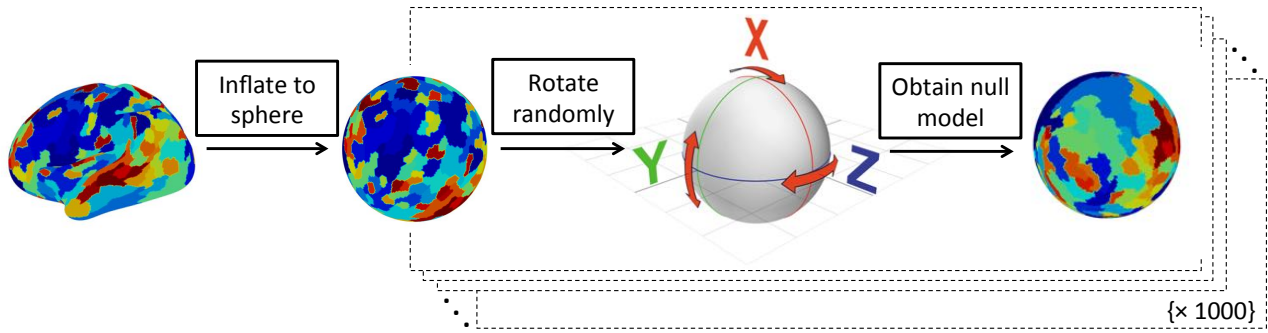 Inflate to
sphere
Rotate
randomly
X
Y
Z
Obtain null
model
{× 1000}